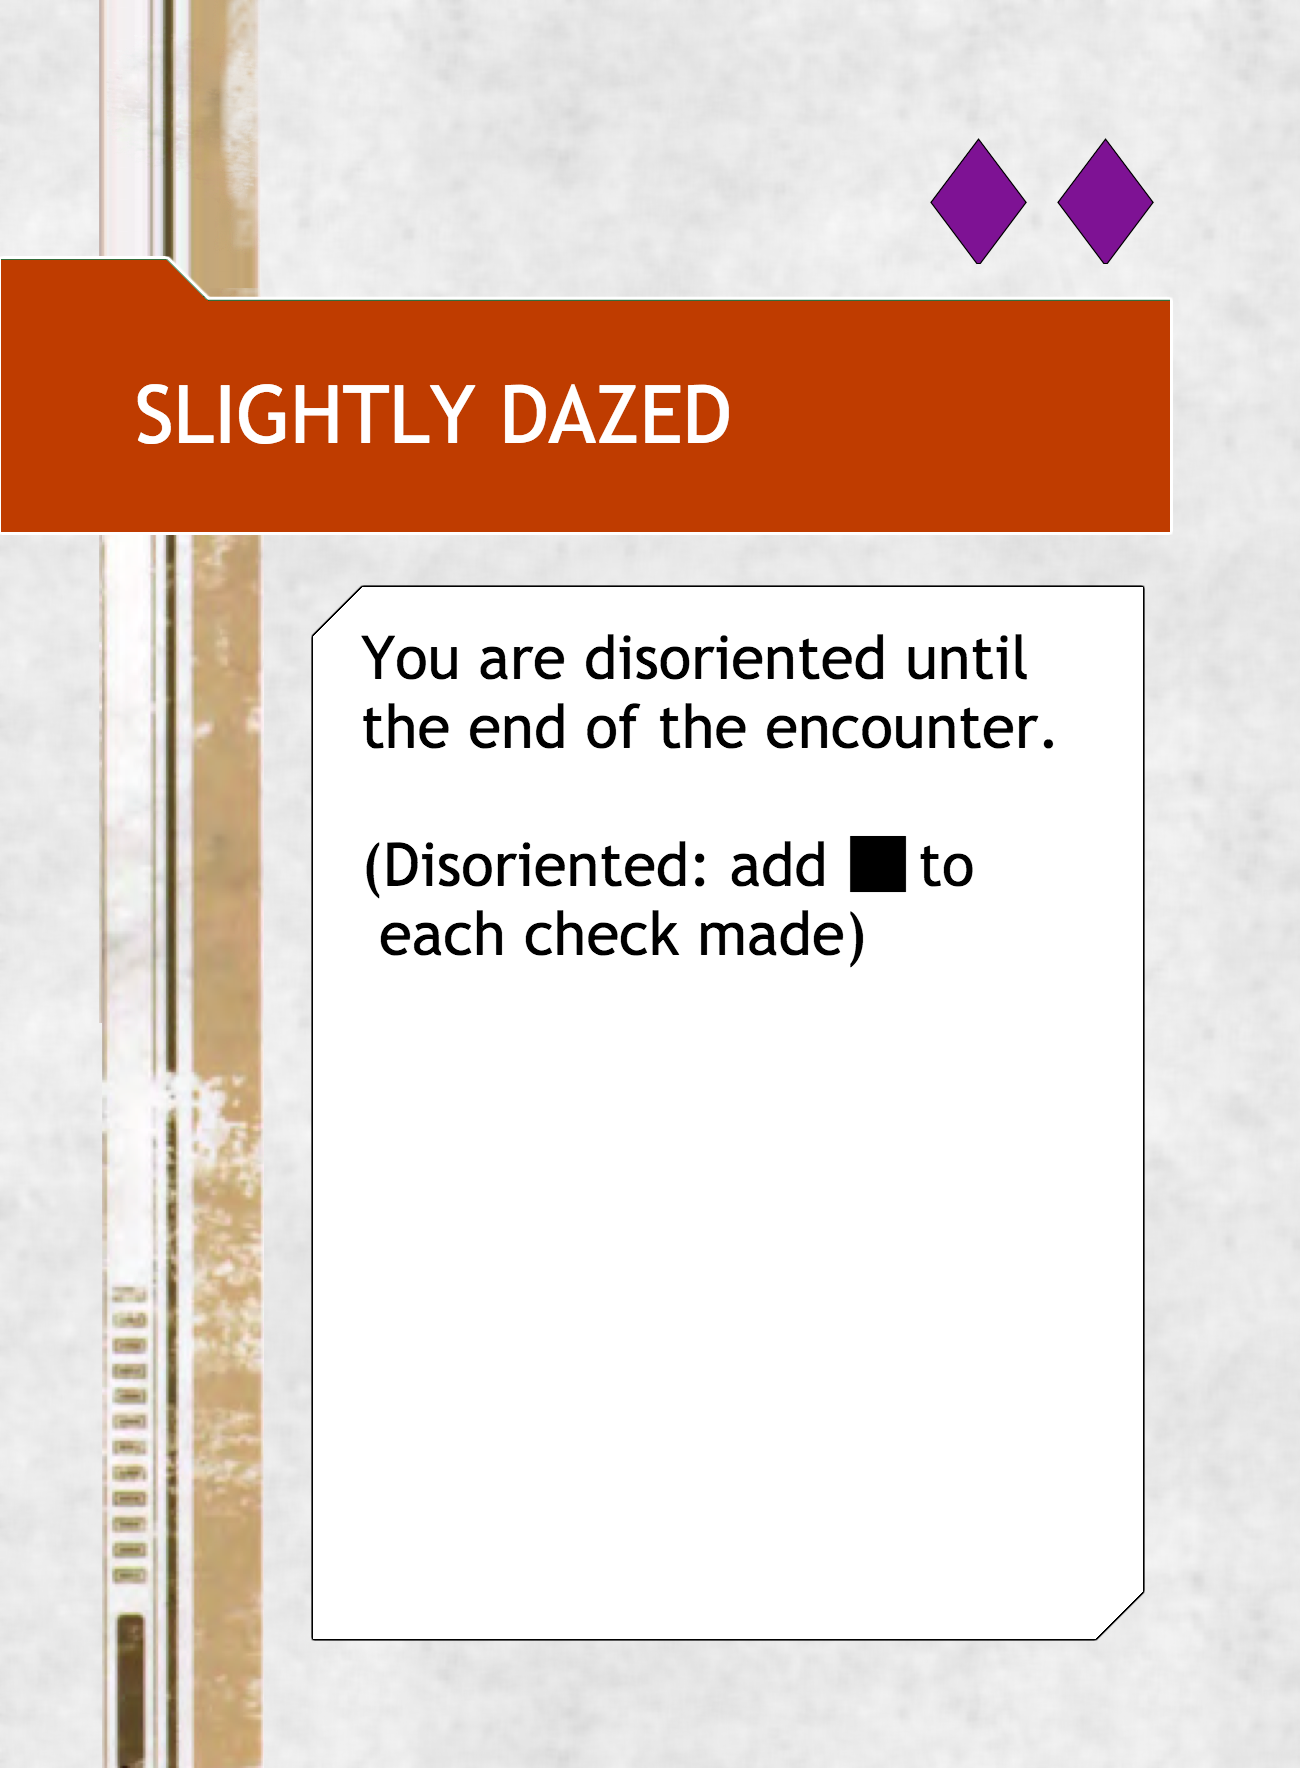 SLIGHTLY DAZED
You are disoriented until
the end of the encounter.
(Disoriented: add ■ to
each check made)